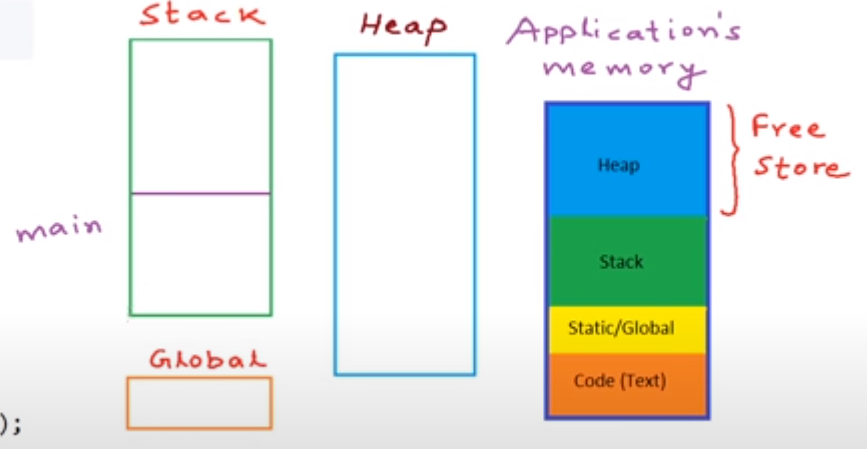 Stack
Heap
Application's
memory
main
Global
);
Heap
Stack
Static/Global
Code (Text)
Free
Store